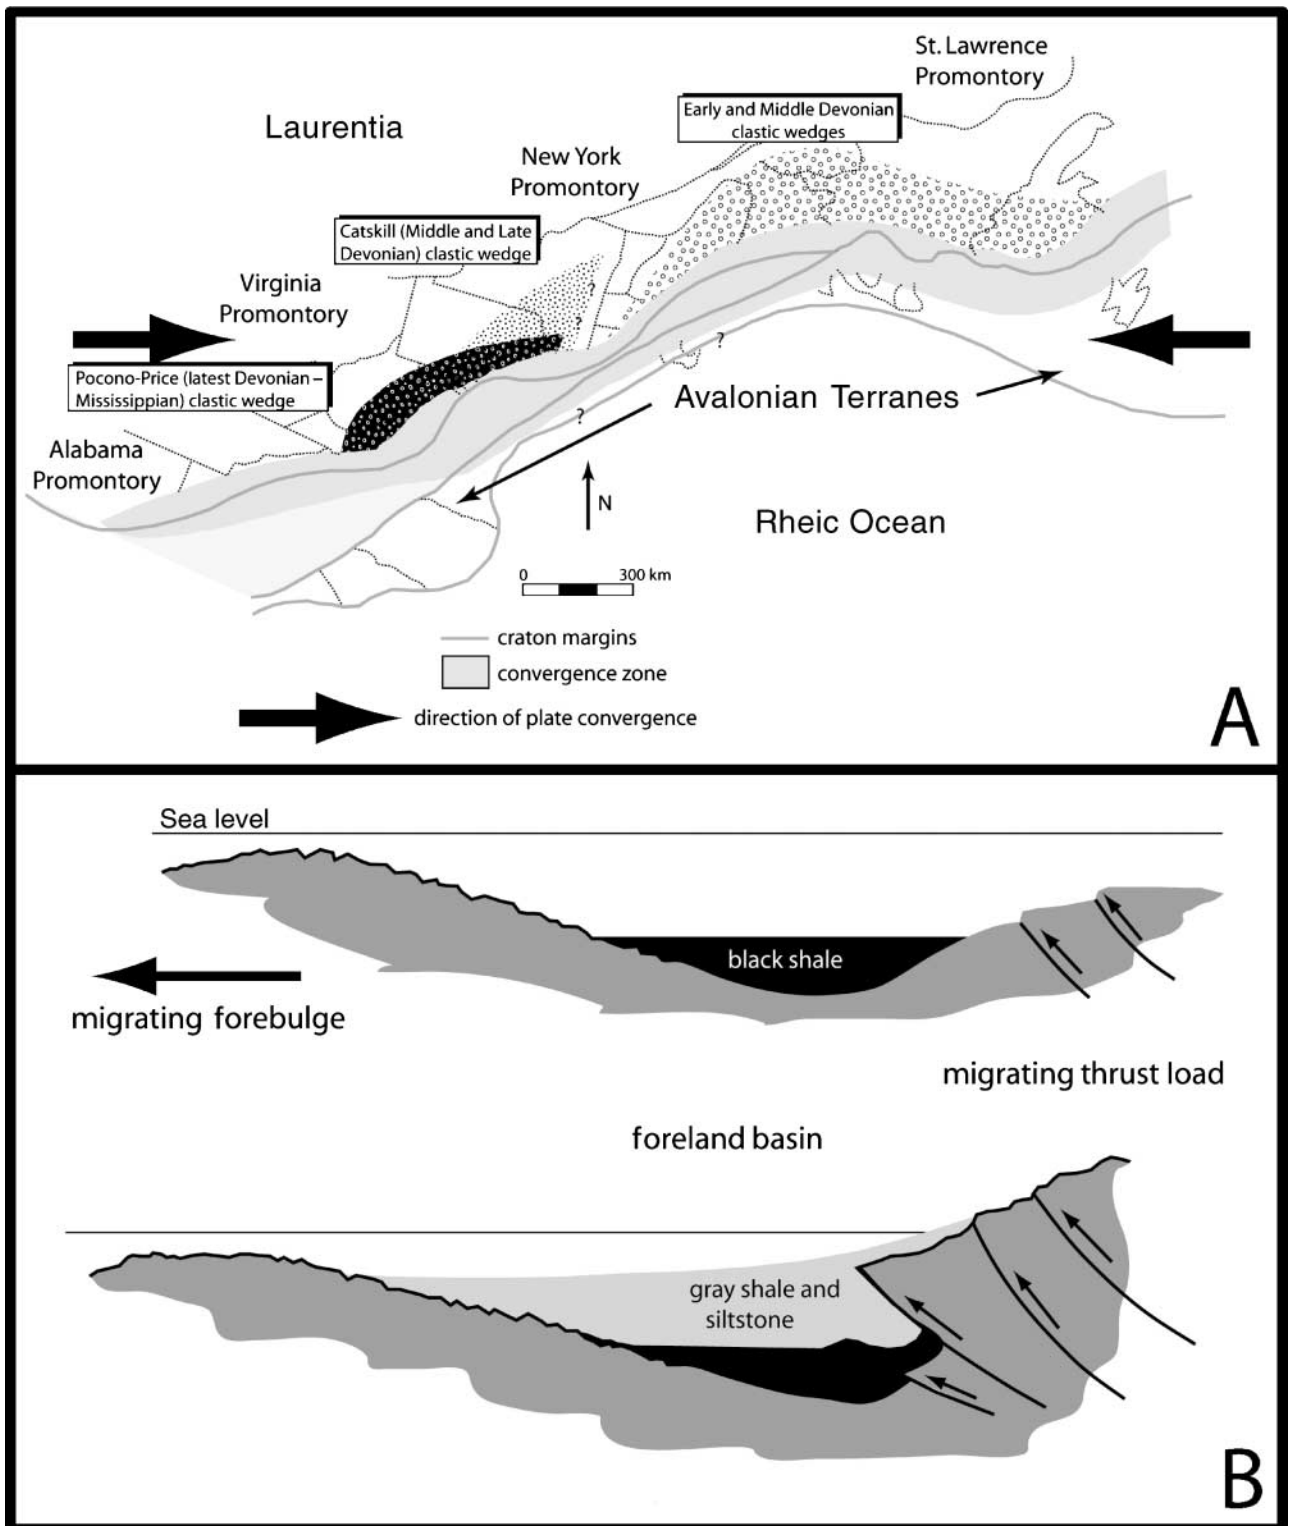 St. Lawrence
Promontory
Early and Middle Devonian
clastic wedges
Laurentia
New York
Promontory
Catskill (Middle and Late
Devonian) clastic wedge
?
Virginia
Promontory
?
?
Pocono-Price (latest Devonian –
Mississippian) clastic wedge
Avalonian Terranes
?
Alabama
Promontory
N
Rheic Ocean
0 300 km
craton margins
convergence zone
direction of plate convergence
A
Sea level
black shale
migrating forebulge
migrating thrust load
foreland basin
gray shale and
siltstone
B